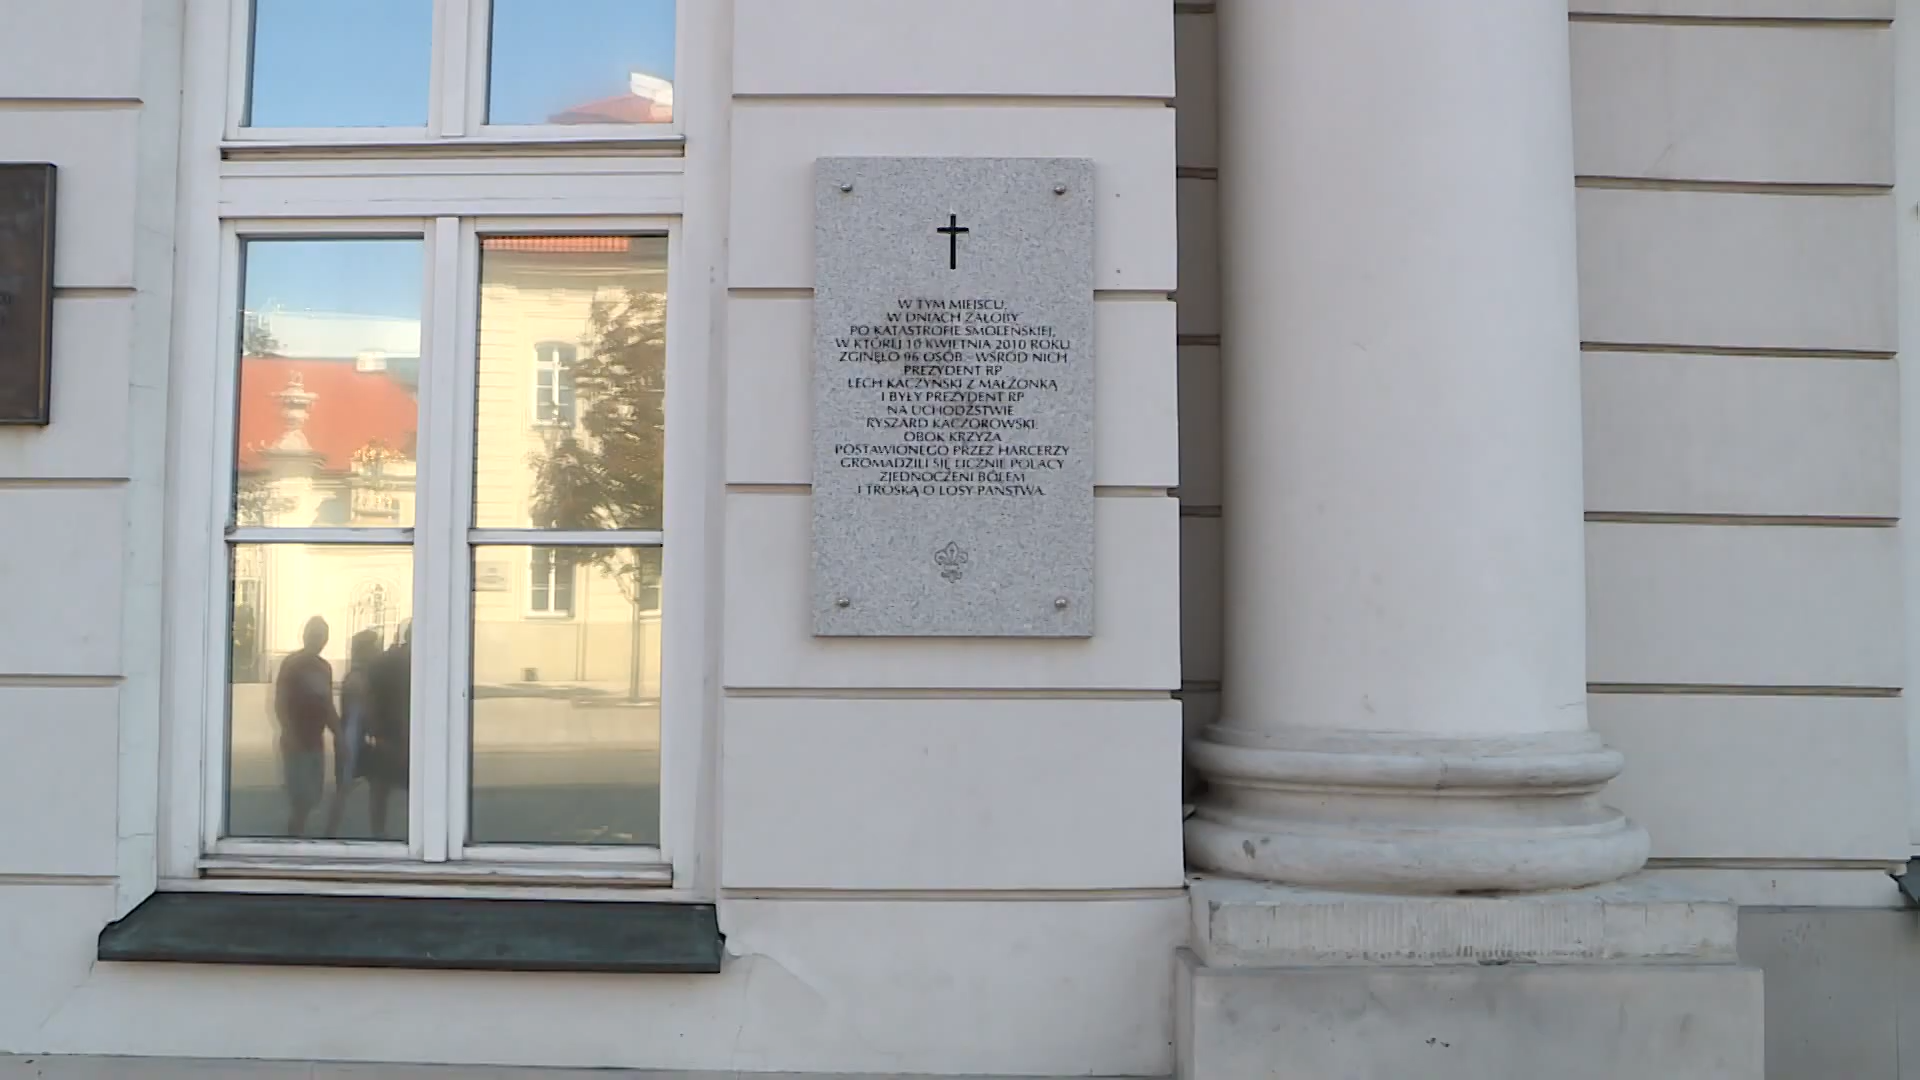 W TYM MIEJSCU,
W DNIACH ŻAŁOBY
PO KATASTROFIE SMOLEŃSKIEJ,
W KTÓREJ 10 KWIETNIA 2010 ROKU
ZGINĘŁO 96 OSÓB - WŚRÓD NICH
PREZYDENT RP
LECH KACZYŃSKI Z MAŁŻONKĄ
I BYŁY PREZYDENT RP
NA UCHODŹSTWIE
RYSZARD KACZOROWSKI.
OBOK KRZYŻA
POSTAWIONEGO PRZEZ HARCERZY
GROMADZILI SIĘ LICZNIE POLACY
ZJEDNOCZENI BÓLEM
I TROSKĄ O LOSY PAŃSTWA.